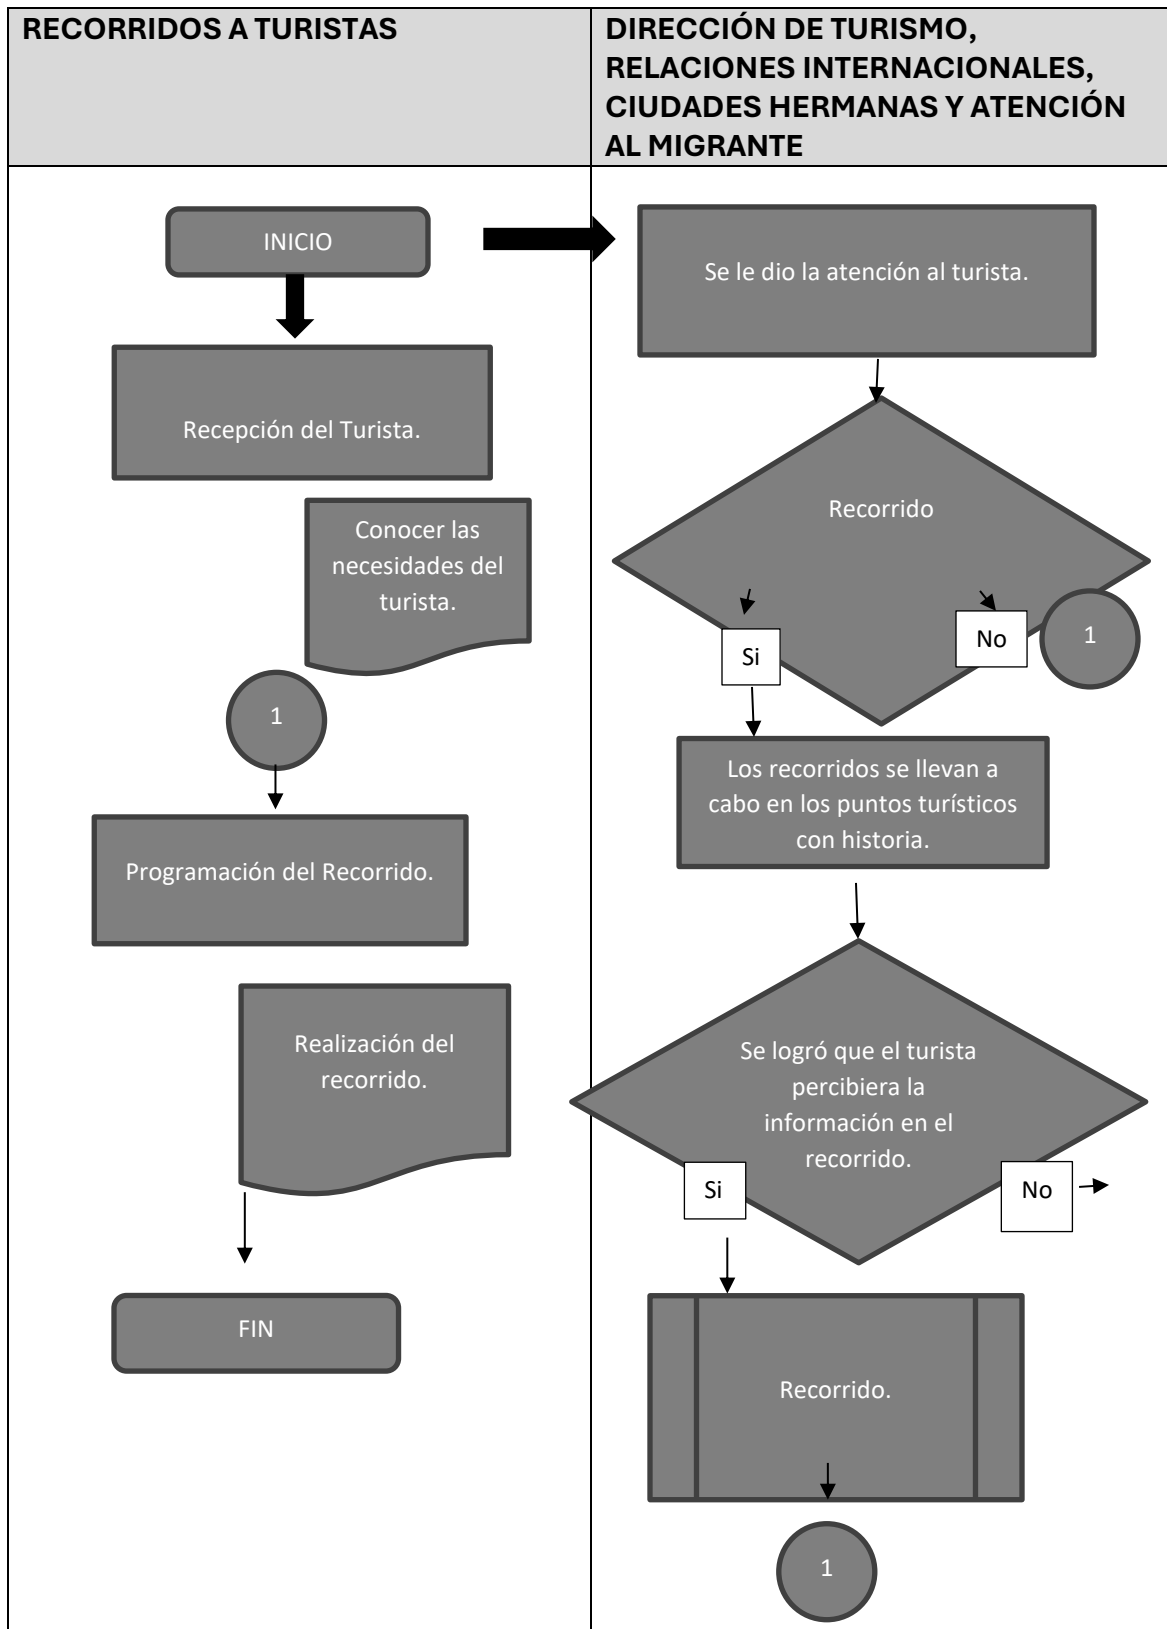 RECORRIDOS A TURISTAS
DIRECCIÓN DE TURISMO,
RELACIONES INTERNACIONALES,
CIUDADES HERMANAS Y ATENCIÓN
AL MIGRANTE
INICIO
Recepción del Turista.
Conocer las
necesidades del
turista.
1
Programación del Recorrido.
Realización del
recorrido.
FIN
Se le dio la atención al turista.
Recorrido
Si
No
1
Los recorridos se llevan a
cabo en los puntos turísticos
con historia.
Se logró que el turista
percibiera la
información en el
recorrido.
Si
No
Recorrido.
1